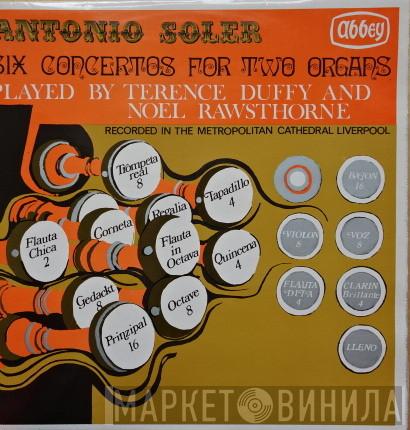 ANTONIO SOLER
abbey
SIX CONCERTOS FOR TWO ORGANS
PLAYED BY TERENCE DUFFY AND
NOEL RAWSTHORNE
RECORDED IN THE METROPOLITAN CATHEDRAL LIVERPOOL
Trompeta
real
8
Tapadillo
4
BAJON
16
Regalia
Corneta
VIOLON
8
VOZ
8
Flauta
Chica
2
Flauta
in
Octava
Quincena
4
FLAUTA
4
CLARIN
Brillante
4
Gedackt
8
Octave
8
Prinzipal
16
LLENO
МАРКЕТ ВИНИЛА